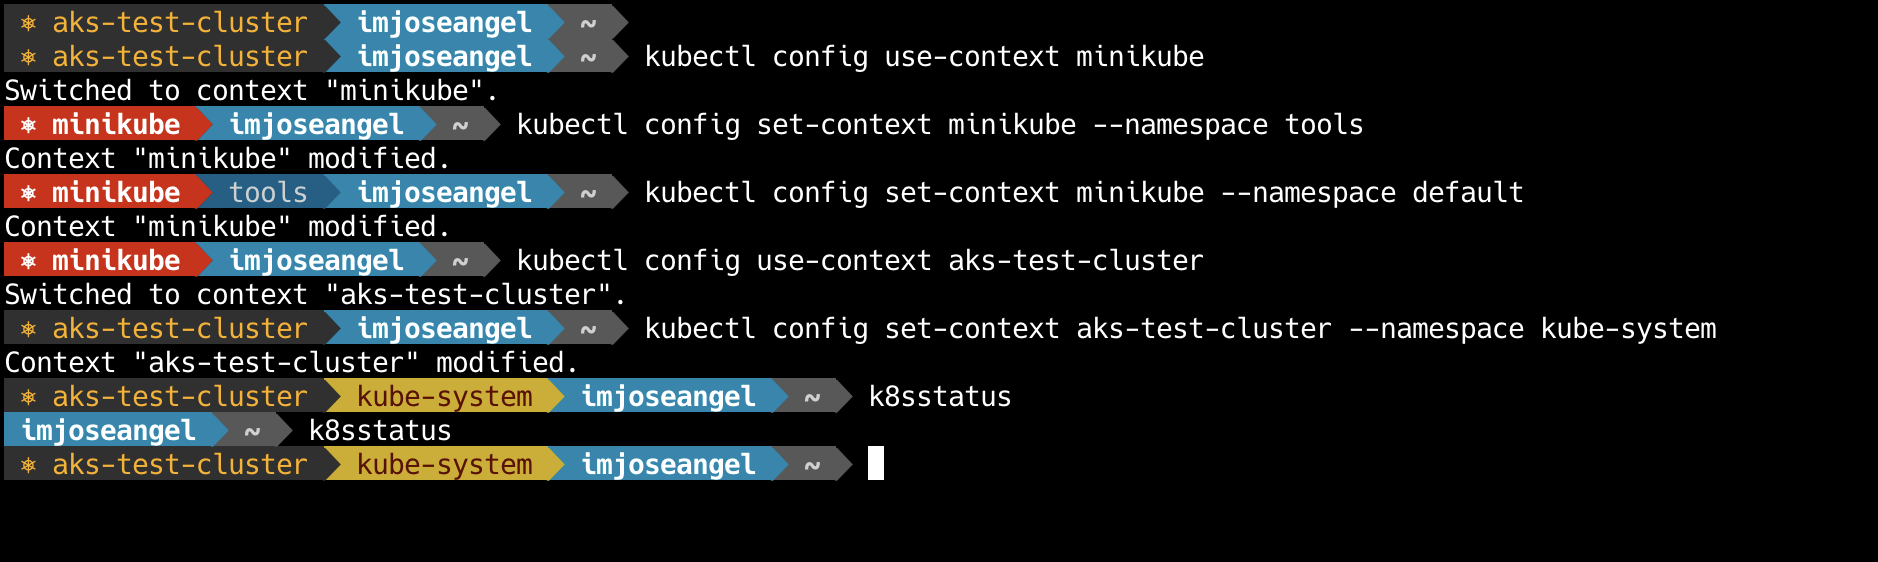 ⎈ aks-test-cluster imjoseangel ~
⎈ aks-test-cluster imjoseangel ~ kubectl config use-context minikube
Switched to context "minikube".
⎈ minikube imjoseangel ~ kubectl config set-context minikube --namespace tools
Context "minikube" modified.
⎈ minikube tools imjoseangel ~ kubectl config set-context minikube --namespace default
Context "minikube" modified.
⎈ minikube imjoseangel ~ kubectl config use-context aks-test-cluster
Switched to context "aks-test-cluster".
⎈ aks-test-cluster imjoseangel ~ kubectl config set-context aks-test-cluster --namespace kube-system
Context "aks-test-cluster" modified.
⎈ aks-test-cluster kube-system imjoseangel ~ k8sstatus
imjoseangel ~ k8sstatus
⎈ aks-test-cluster kube-system imjoseangel ~